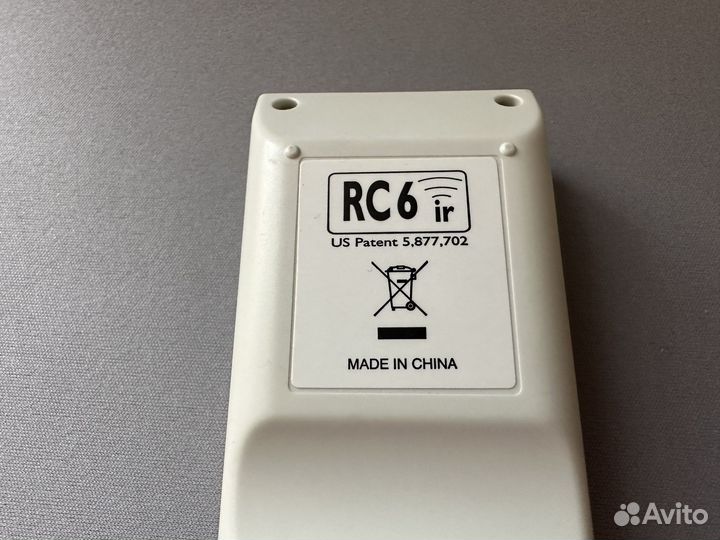 RC6 ir
US Patent 5,877,702
MADE IN CHINA
Avito